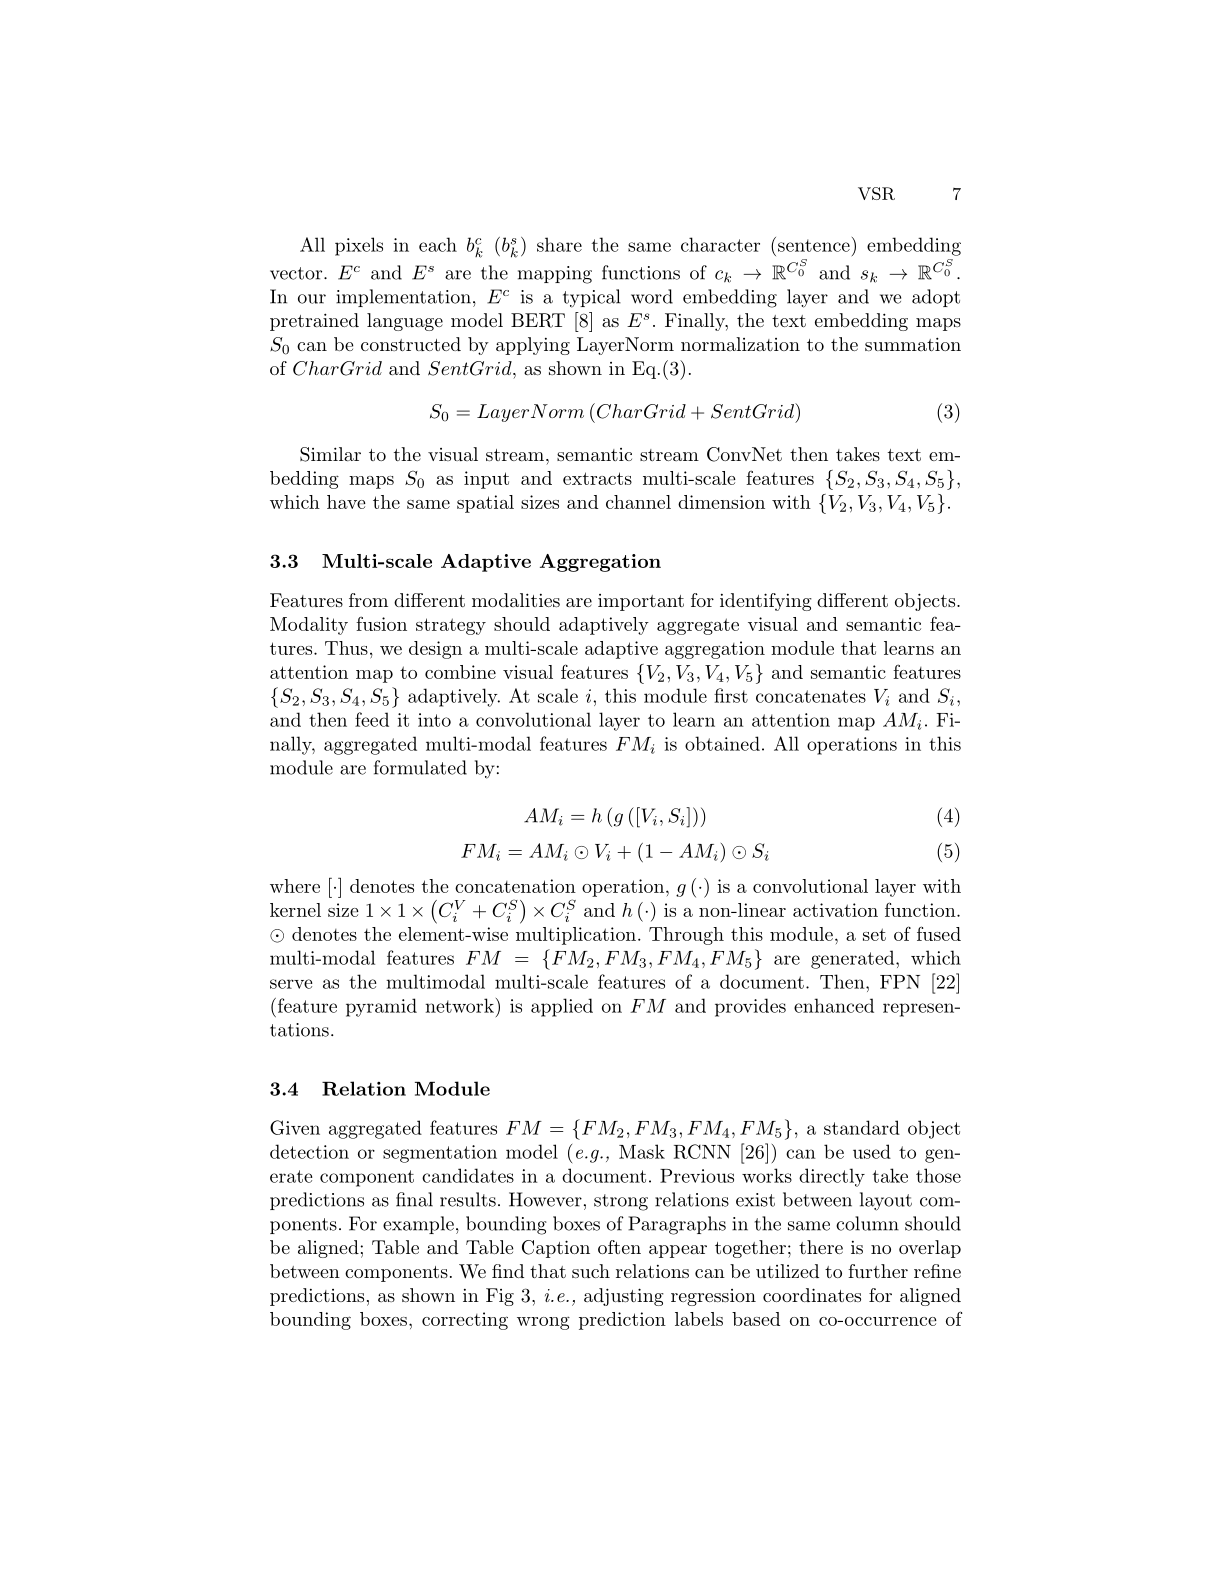 VSR 7
All pixels in each $b_k^c$ ($b_k^s$) share the same character (sentence) embedding
vector. $E^c$ and $E^s$ are the mapping functions of $c_k \to \mathbb{R}^{C_0^S}$ and $s_k \to \mathbb{R}^{C_0^S}$.
In our implementation, $E^c$ is a typical word embedding layer and we adopt
pretrained language model BERT [8] as $E^s$. Finally, the text embedding maps
$S_0$ can be constructed by applying LayerNorm normalization to the summation
of CharGrid and SentGrid, as shown in Eq.(3).
$S_0 = LayerNorm (CharGrid + SentGrid)$ (3)
Similar to the visual stream, semantic stream ConvNet then takes text em-
bedding maps $S_0$ as input and extracts multi-scale features $\{S_2, S_3, S_4, S_5\}$,
which have the same spatial sizes and channel dimension with $\{V_2, V_3, V_4, V_5\}$.
3.3 Multi-scale Adaptive Aggregation
Features from different modalities are important for identifying different objects.
Modality fusion strategy should adaptively aggregate visual and semantic fea-
tures. Thus, we design a multi-scale adaptive aggregation module that learns an
attention map to combine visual features $\{V_2, V_3, V_4, V_5\}$ and semantic features
$\{S_2, S_3, S_4, S_5\}$ adaptively. At scale $i$, this module first concatenates $V_i$ and $S_i$,
and then feed it into a convolutional layer to learn an attention map $AM_i$. Fi-
nally, aggregated multi-modal features $FM_i$ is obtained. All operations in this
module are formulated by:
$AM_i = h (g ([V_i, S_i]))$ (4)
$FM_i = AM_i \odot V_i + (1 - AM_i) \odot S_i$ (5)
where $[\cdot]$ denotes the concatenation operation, $g (\cdot)$ is a convolutional layer with
kernel size $1 \times 1 \times (C_i^V + C_i^S) \times C_i^S$ and $h (\cdot)$ is a non-linear activation function.
$\odot$ denotes the element-wise multiplication. Through this module, a set of fused
multi-modal features $FM = \{FM_2, FM_3, FM_4, FM_5\}$ are generated, which
serve as the multimodal multi-scale features of a document. Then, FPN [22]
(feature pyramid network) is applied on $FM$ and provides enhanced represen-
tations.
3.4 Relation Module
Given aggregated features $FM = \{FM_2, FM_3, FM_4, FM_5\}$, a standard object
detection or segmentation model (e.g., Mask RCNN [26]) can be used to gen-
erate component candidates in a document. Previous works directly take those
predictions as final results. However, strong relations exist between layout com-
ponents. For example, bounding boxes of Paragraphs in the same column should
be aligned; Table and Table Caption often appear together; there is no overlap
between components. We find that such relations can be utilized to further refine
predictions, as shown in Fig 3, i.e., adjusting regression coordinates for aligned
bounding boxes, correcting wrong prediction labels based on co-occurrence of